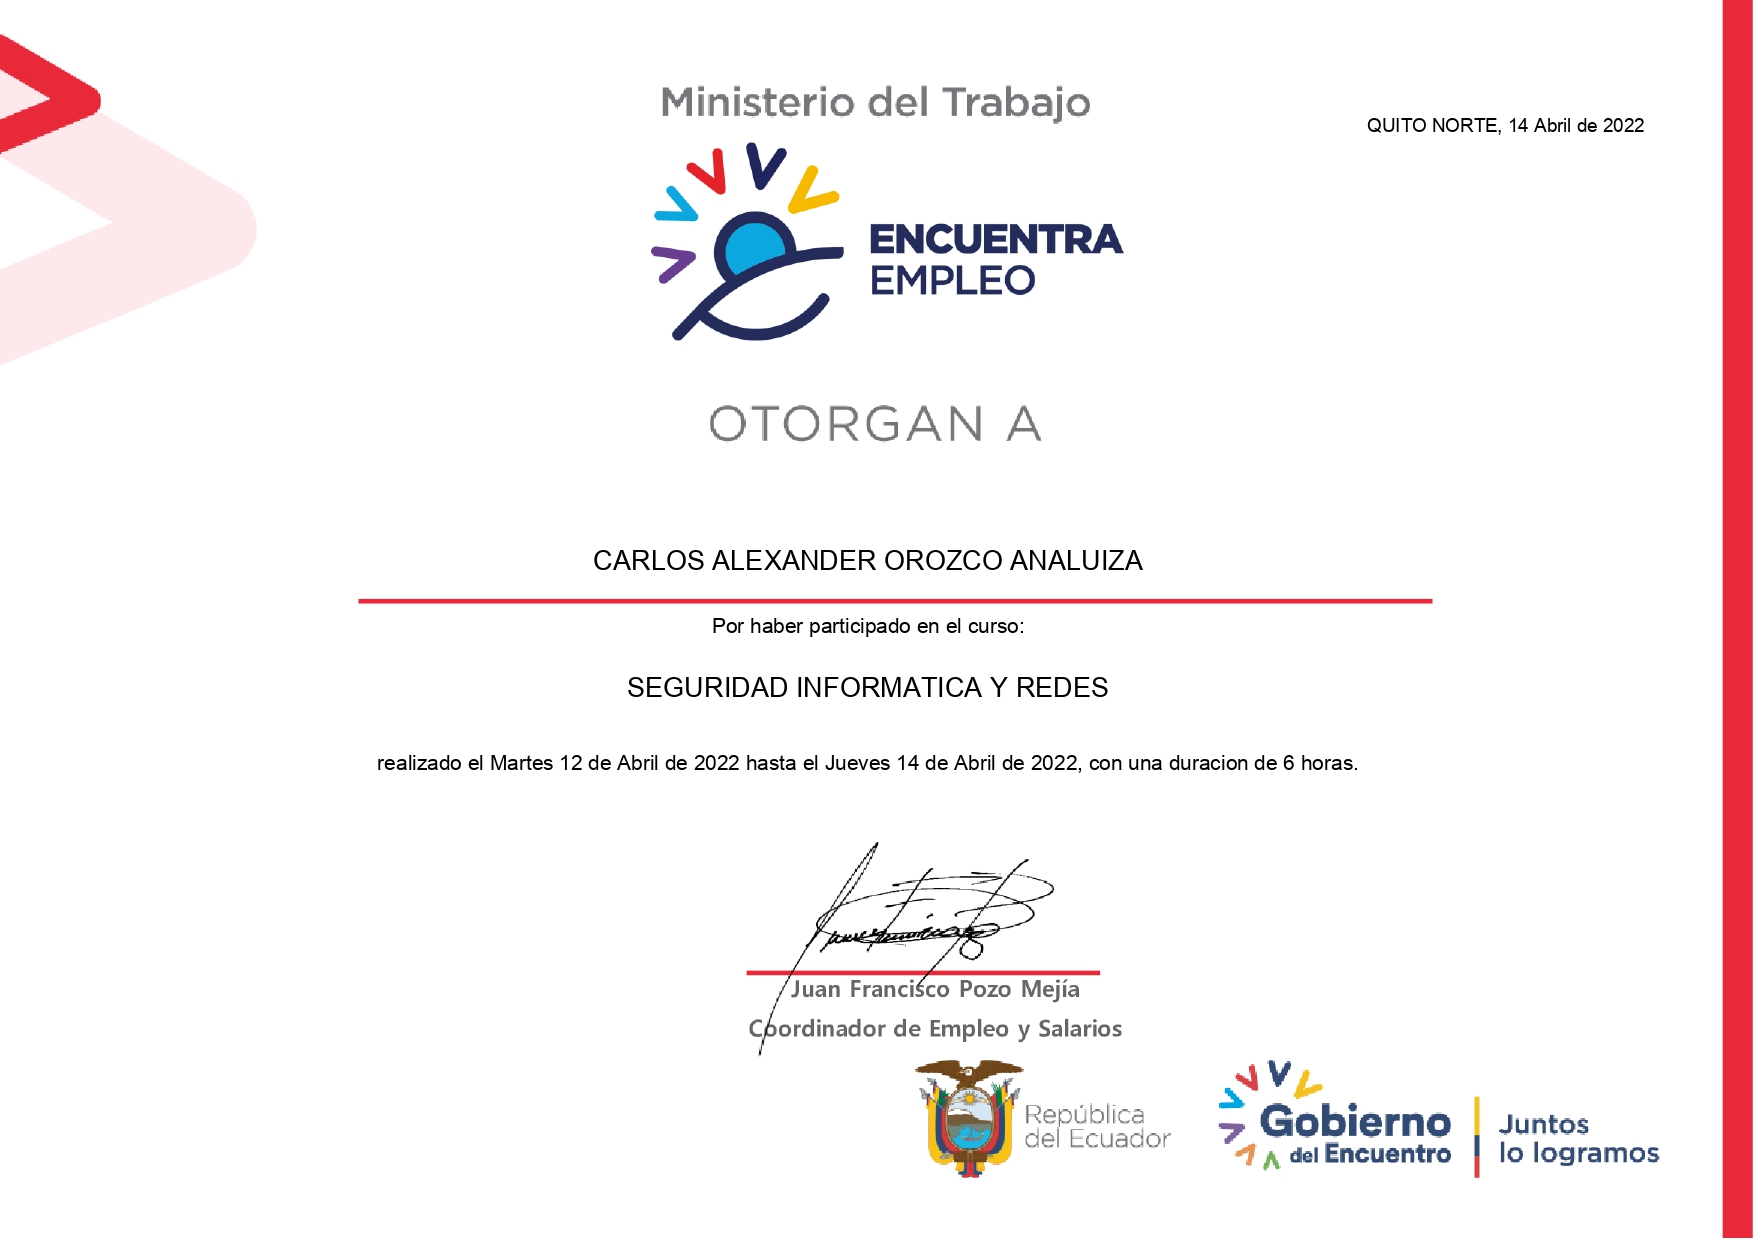 Ministerio del Trabajo
QUITO NORTE, 14 Abril de 2022
ENCUENTRA
EMPLEO
OTORGAN A
CARLOS ALEXANDER OROZCO ANALUIZA
Por haber participado en el curso:
SEGURIDAD INFORMATICA Y REDES
realizado el Martes 12 de Abril de 2022 hasta el Jueves 14 de Abril de 2022, con una duracion de 6 horas.
Juan Francisco Pozo Mejía
Coordinador de Empleo y Salarios
República
del Ecuador
Gobierno
del Encuentro
Juntos
lo logramos